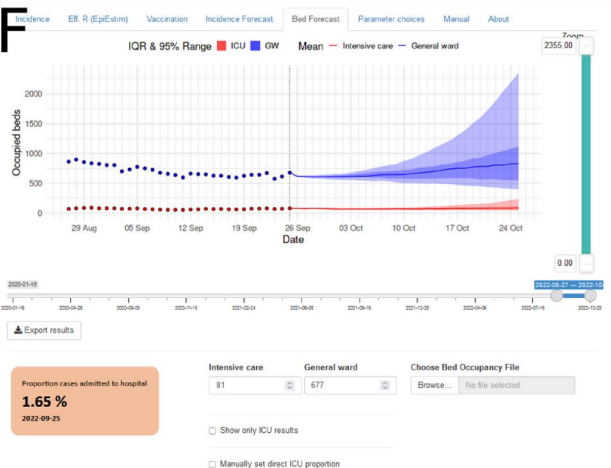 F
Incidence Eff. R (EpiEstim) Vaccination Incidence Forecast Bed Forecast Parameter choices Manual About
Zoom
IQR & 95% Range ICU GW Mean Intensive care General ward
2355.00
Occupied beds
2000
1500
1000
500
0
29 Aug 05 Sep 12 Sep 19 Sep 26 Sep 03 Oct 10 Oct 17 Oct 24 Oct
Date
0.00
2020-01-16 2022-08-27 — 2022-10
Export results
Intensive care General ward Choose Bed Occupancy File
81 677 Browse... No file selected
Proportion cases admitted to hospital
1.65 %
2022-09-25
Show only ICU results
Manually set direct ICU proportion